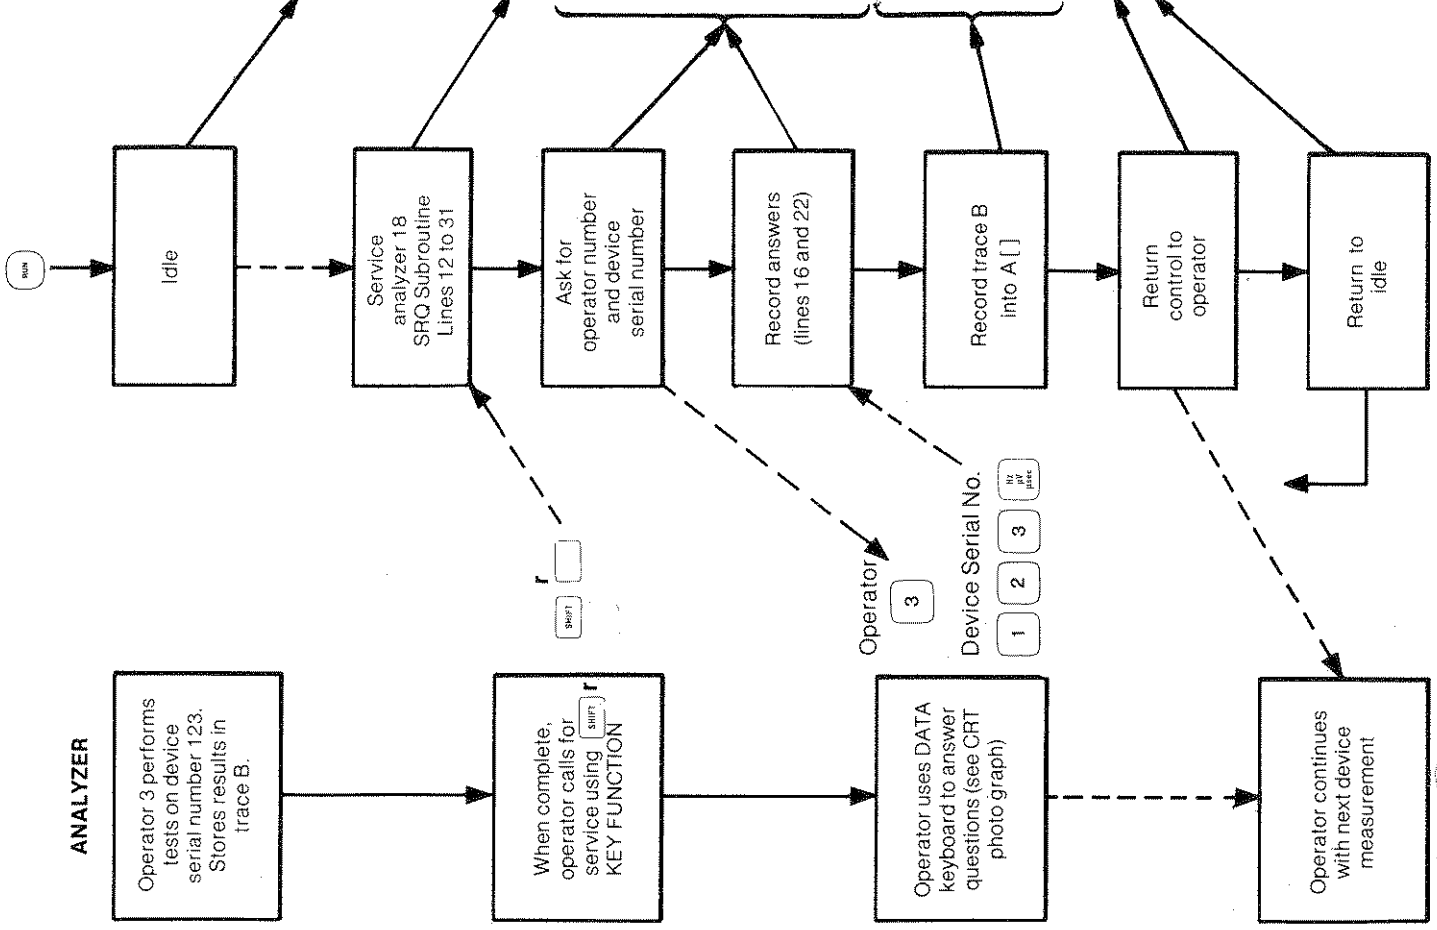 ANALYZER
Operator 3 performs
tests on device
serial number 123.
Stores results in
trace B.
When complete,
operator calls for
service using SHIFT r
KEY FUNCTION
Operator uses DATA
keyboard to answer
questions (see CRT
photo graph)
Operator continues
with next device
measurement
SHIFT r
Operator
3
Device Serial No.
1 2 3 Hz µV µsec
RUN
Idle
Service
analyzer 18
SRQ Subroutine
Lines 12 to 31
Ask for
operator number
and device
serial number
Record answers
(lines 16 and 22)
Record trace B
into A [ ]
Return
control to
operator
Return to
idle